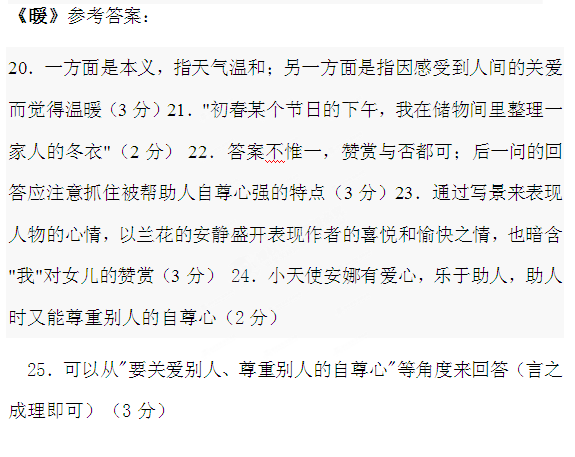 《暖》参考答案：
20．一方面是本义，指天气温和；另一方面是指因感受到人间的关爱
而觉得温暖（3 分）21．"初春某个节日的下午，我在储物间里整理一
家人的冬衣"（2 分） 22．答案不惟一，赞赏与否都可；后一问的回
答应注意抓住被帮助人自尊心强的特点（3 分）23．通过写景来表现
人物的心情，以兰花的安静盛开表现作者的喜悦和愉快之情，也暗含
"我"对女儿的赞赏（3 分） 24．小天使安娜有爱心，乐于助人，助人
时又能尊重别人的自尊心（2 分）
25．可以从"要关爱别人、尊重别人的自尊心"等角度来回答（言之
成理即可）（3 分）